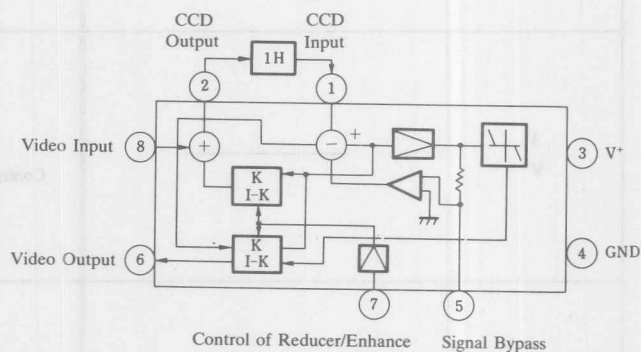 CCD Output
CCD Input
1H
2
1
Video Input
8
+
−
+
3
V+
K
I-K
K
I-K
Video Output
6
4
GND
7
5
Control of Reducer/Enhance
Signal Bypass